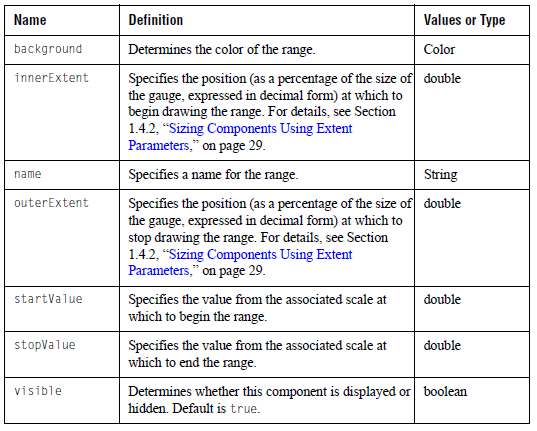 Name Definition Values or Type
background Determines the color of the range. Color
innerExtent Specifies the position (as a percentage of the size of double
the gauge, expressed in decimal form) at which to
begin drawing the range. For details, see Section
1.4.2, “Sizing Components Using Extent
Parameters,” on page 29.
name Specifies a name for the range. String
outerExtent Specifies the position (as a percentage of the size of double
the gauge, expressed in decimal form) at which to
stop drawing the range. For details, see Section
1.4.2, “Sizing Components Using Extent
Parameters,” on page 29.
startValue Specifies the value from the associated scale at double
which to begin the range.
stopValue Specifies the value from the associated scale at double
which to end the range.
visible Determines whether this component is displayed or boolean
hidden. Default is true.